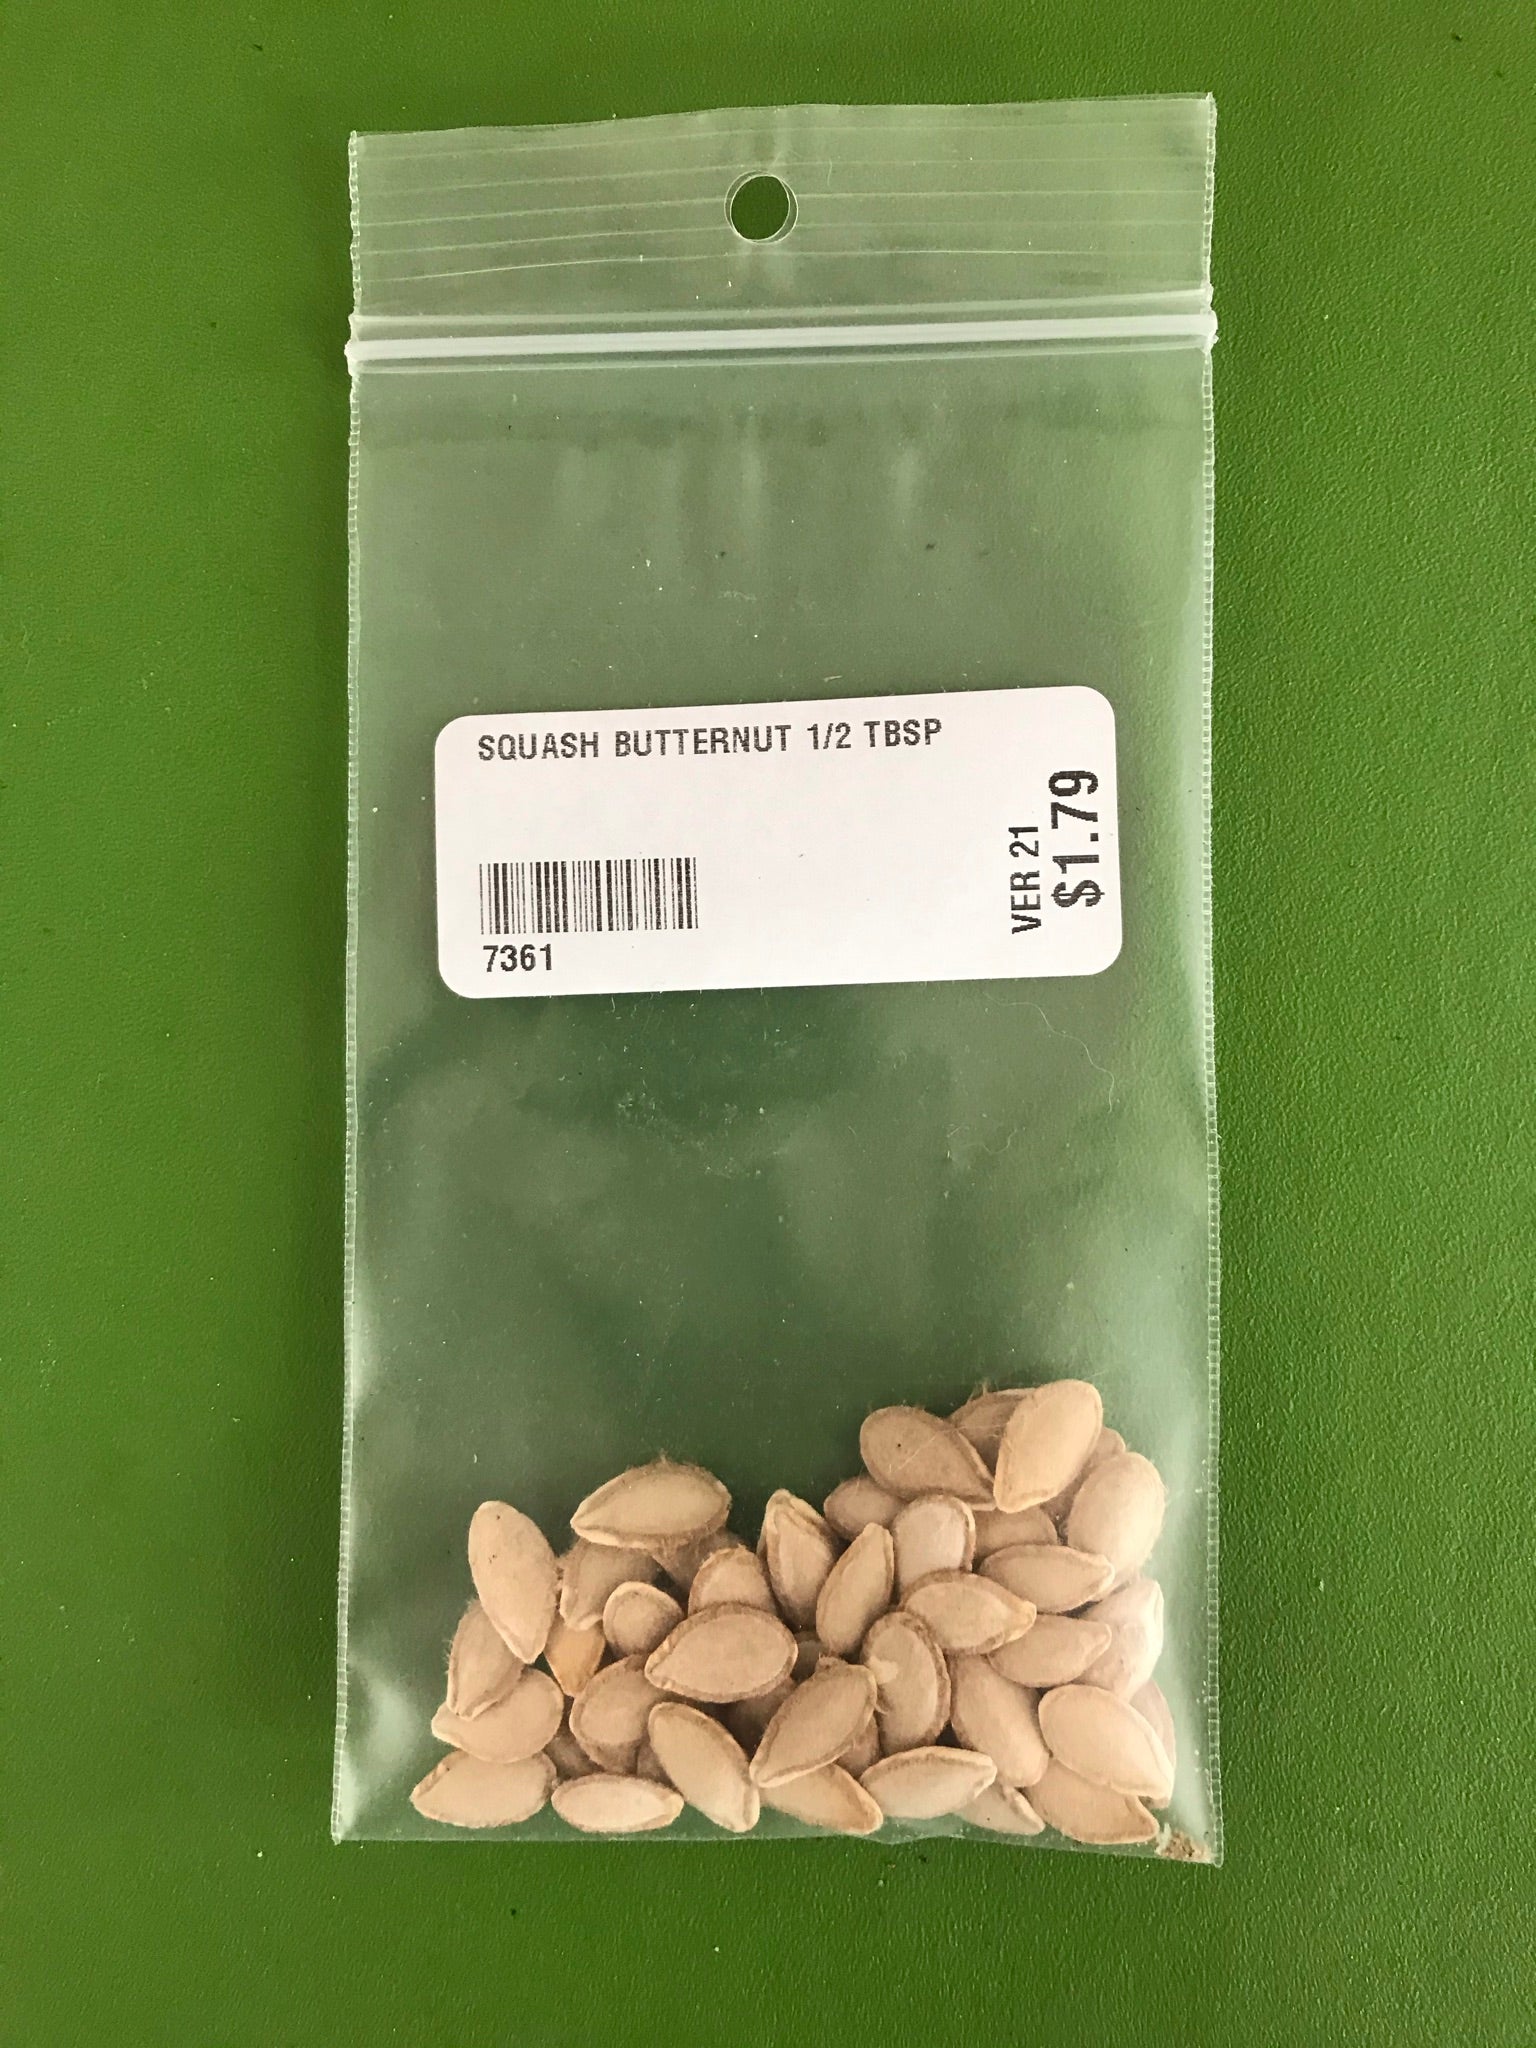 SQUASH BUTTERNUT 1/2 TBSP
7361
VER 21
$1.79